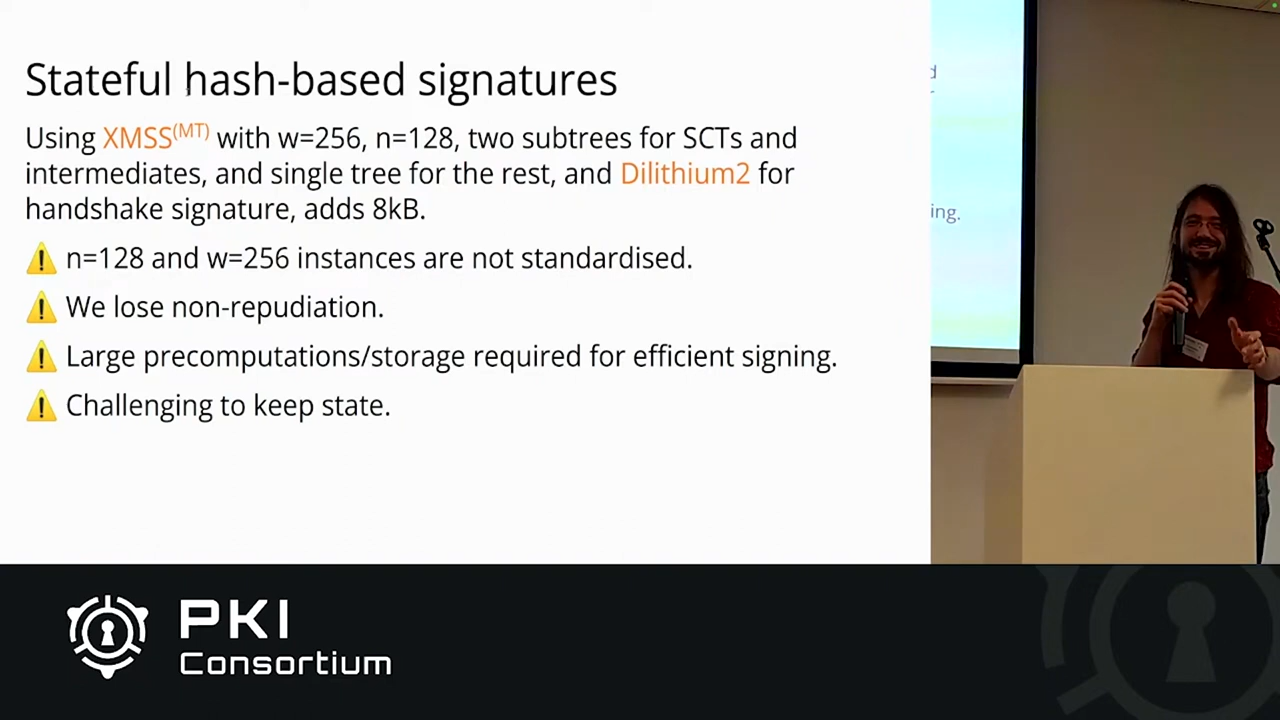 Stateful hash-based signatures
Using XMSS(MT) with w=256, n=128, two subtrees for SCTs and
intermediates, and single tree for the rest, and Dilithium2 for
handshake signature, adds 8kB.
⚠️ n=128 and w=256 instances are not standardised.
⚠️ We lose non-repudiation.
⚠️ Large precomputations/storage required for efficient signing.
⚠️ Challenging to keep state.
ing.
PKI
Consortium